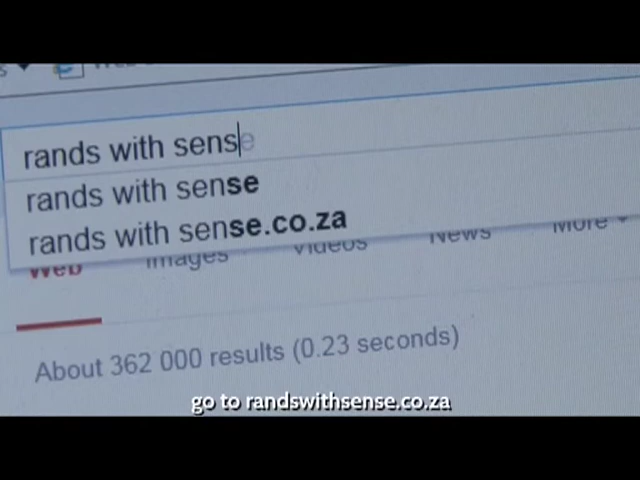 rands with sense
rands with sense
rands with sense.co.za
Web Images Videos News More
About 362 000 results (0.23 seconds)
go to randswithsense.co.za